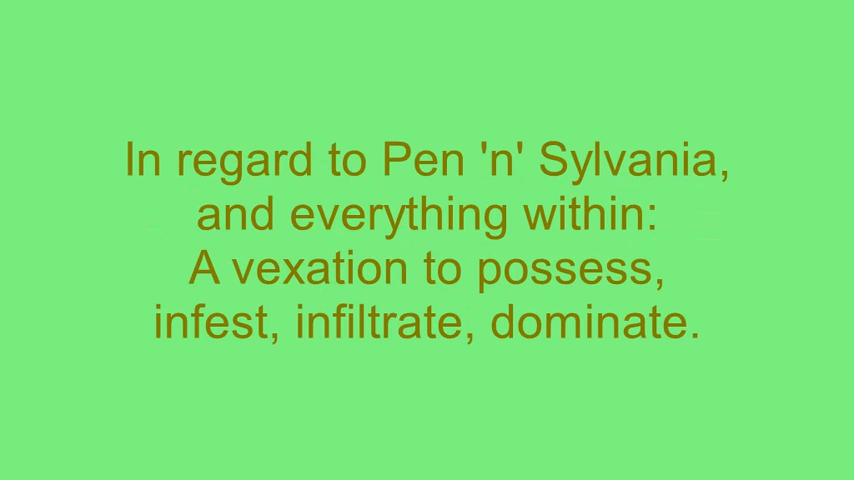 In regard to Pen 'n' Sylvania,
and everything within:
A vexation to possess,
infest, infiltrate, dominate.